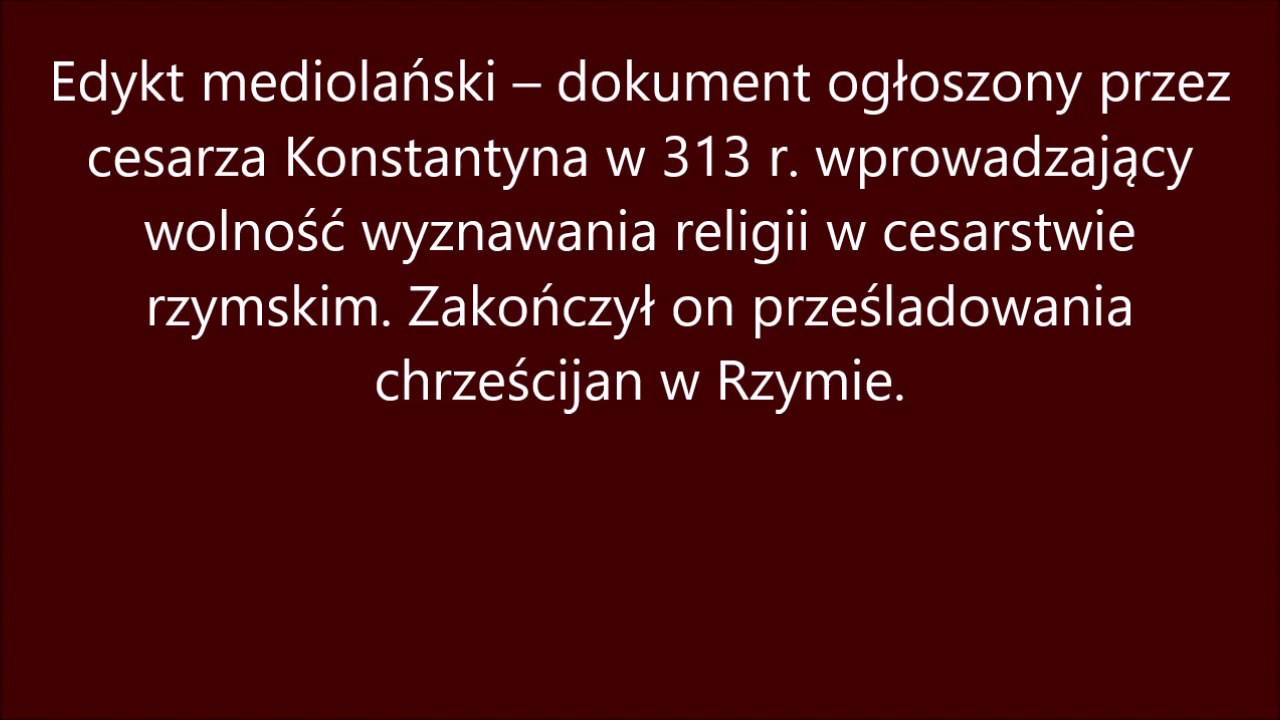 Edykt mediolański – dokument ogłoszony przez
cesarza Konstantyna w 313 r. wprowadzający
wolność wyznawania religii w cesarstwie
rzymskim. Zakończył on prześladowania
chrześcijan w Rzymie.